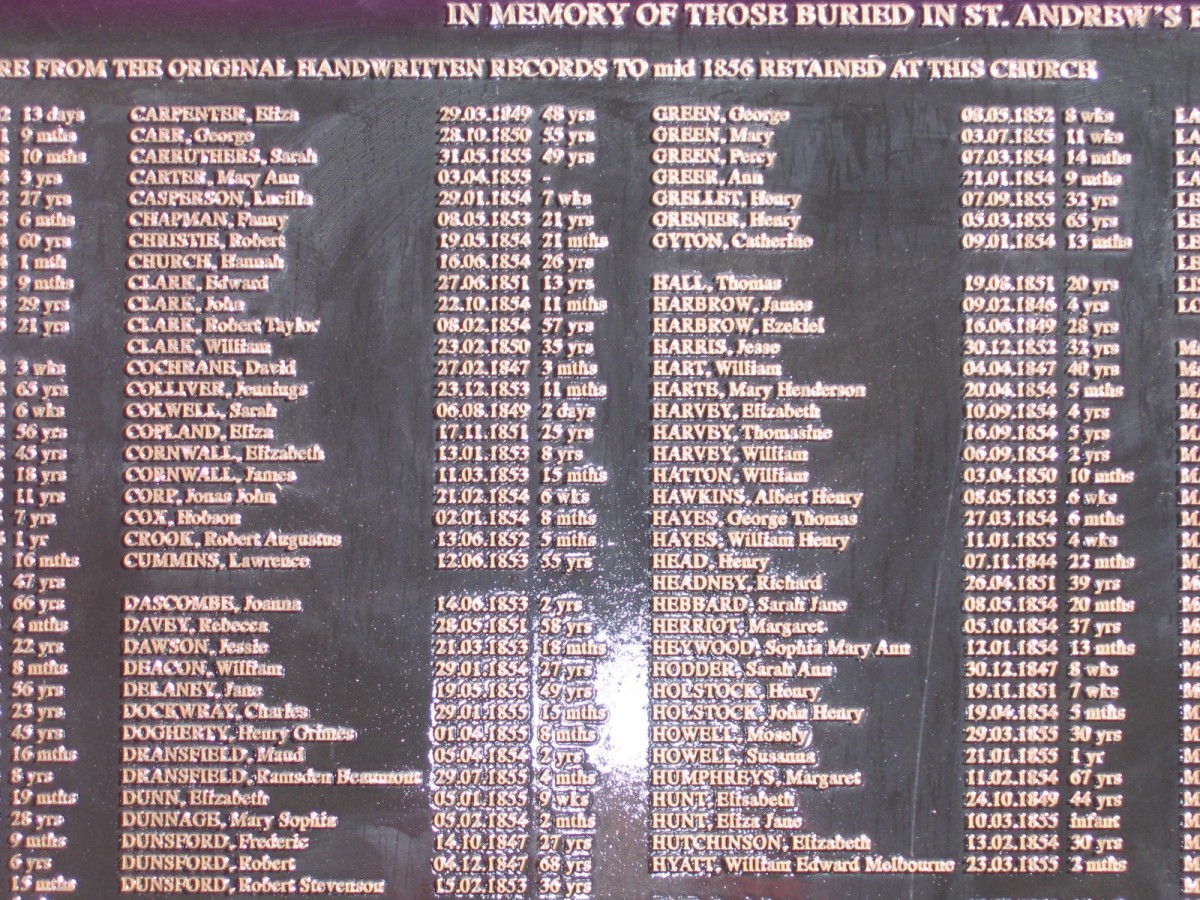 IN MEMORY OF THOSE BURIED IN ST. ANDREW'S
RE FROM THE ORIGINAL HANDWRITTEN RECORDS TO mid 1856 RETAINED AT THIS CHURCH
2 13 days CARPENTER, Eliza 29.03.1849 48 yrs GREEN, George 08.05.1852 8 wks LA
1 9 mths CARR, George 28.10.1850 55 yrs GREEN, Mary 03.07.1855 11 wks LA
8 10 mths CARRUTHERS, Sarah 31.05.1855 49 yrs GREEN, Percy 07.03.1854 14 mths LA
4 3 yrs CARTER, Mary Ann 03.04.1855 - GREER, Ann 21.01.1854 9 mths LA
2 27 yrs CASPERSON, Lucilla 29.01.1854 7 wks GRELLET, Henry 07.09.1855 32 yrs LE
6 mths CHAPMAN, Fanny 08.05.1853 21 yrs GRENIER, Henry 05.03.1855 65 yrs LE
60 yrs CHRISTIE, Robert 19.05.1854 21 mths GYTON, Catherine 09.01.1854 13 mths LE
1 mth CHURCH, Hannah 16.06.1854 26 yrs LE
9 mths CLARK, Edward 27.06.1851 13 yrs HALL, Thomas 19.08.1851 20 yrs LE
29 yrs CLARK, John 22.10.1854 11 mths HARBROW, James 09.02.1846 4 yrs LO
21 yrs CLARK, Robert Taylor 08.02.1854 57 yrs HARBROW, Ezekiel 16.06.1849 28 yrs
CLARK, William 23.02.1850 35 yrs HARRIS, Jesse 30.12.1852 32 yrs
3 wks COCHRANE, David 27.02.1847 3 mths HART, William 04.04.1847 40 yrs
65 yrs COLLIVER, Jennings 23.12.1853 11 mths HARTE, Mary Henderson 20.04.1854 5 mths
6 wks COLWELL, Sarah 06.08.1849 2 days HARVEY, Elizabeth 10.09.1854 4 yrs
56 yrs COPLAND, Eliza 17.11.1851 25 yrs HARVEY, Thomasine 16.09.1854 5 yrs
45 yrs CORNWALL, Elizabeth 13.01.1853 8 yrs HARVEY, William 06.09.1854 2 yrs
18 yrs CORNWALL, James 11.03.1853 15 mths HATTON, William 03.04.1850 10 mths
11 yrs CORP, Jonas John 21.02.1854 6 wks HAWKINS, Albert Henry 08.05.1853 6 wks
7 yrs COX, Hobson 02.01.1854 8 mths HAYES, George Thomas 27.03.1854 6 mths
1 yr CROOK, Robert Augustus 13.06.1852 5 mths HAYES, William Henry 11.01.1855 4 wks
16 mths CUMMINS, Lawrence 12.06.1853 55 yrs HEAD, Henry 07.11.1844 22 mths
47 yrs HEADNEY, Richard 26.04.1851 39 yrs
66 yrs DASCOMBE, Joanna 14.06.1853 2 yrs HEBBARD, Sarah Jane 08.05.1854 20 mths
4 mths DAVEY, Rebecca 28.05.1851 58 yrs HERRIOT, Margaret 05.10.1854 37 yrs
22 yrs DAWSON, Jessie 21.03.1853 18 mths HEYWOOD, Sophia Mary Ann 12.01.1854 13 mths
8 mths DEACON, William 29.01.1854 27 yrs HODDER, Sarah Ann 30.12.1847 8 wks
56 yrs DELANEY, Jane 19.05.1855 49 yrs HOLSTOCK, Henry 19.11.1851 7 wks
23 yrs DOCKWRAY, Charles 29.01.1855 15 mths HOLSTOCK, John Henry 19.04.1854 5 mths
45 yrs DOGHERTY, Henry Grimes 01.04.1855 8 mths HOWELL, Mosely 29.03.1855 30 yrs
16 mths DRANSFIELD, Maud 05.04.1854 2 yrs HOWELL, Susanna 21.01.1855 1 yr
8 yrs DRANSFIELD, Ramsden Beaumont 29.07.1855 4 mths HUMPHREYS, Margaret 11.02.1854 67 yrs
19 mths DUNN, Elizabeth 05.01.1855 9 wks HUNT, Elisabeth 24.10.1849 44 yrs
28 yrs DUNNAGE, Mary Sophia 05.02.1854 2 mths HUNT, Eliza Jane 10.03.1855 infant
9 mths DUNSFORD, Frederic 14.10.1847 27 yrs HUTCHINSON, Elizabeth 13.02.1854 30 yrs
6 yrs DUNSFORD, Robert 04.12.1847 68 yrs HYATT, William Edward Melbourne 23.03.1855 2 mths
15 mths DUNSFORD, Robert Stevenson 15.02.1853 36 yrs